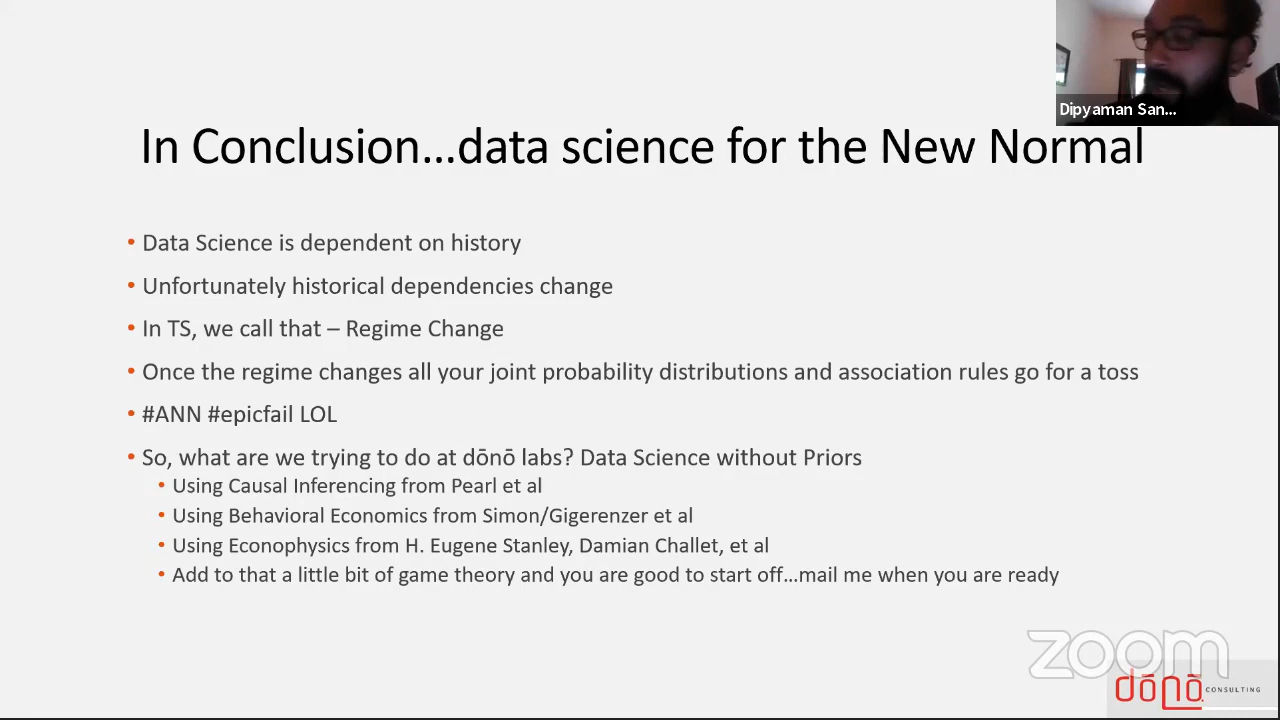 Dipyaman San...
In Conclusion...data science for the New Normal
• Data Science is dependent on history
• Unfortunately historical dependencies change
• In TS, we call that – Regime Change
• Once the regime changes all your joint probability distributions and association rules go for a toss
• #ANN #epicfail LOL
• So, what are we trying to do at dōnō labs? Data Science without Priors
• Using Causal Inferencing from Pearl et al
• Using Behavioral Economics from Simon/Gigerenzer et al
• Using Econophysics from H. Eugene Stanley, Damian Challet, et al
• Add to that a little bit of game theory and you are good to start off...mail me when you are ready
zoom
dōnō CONSULTING